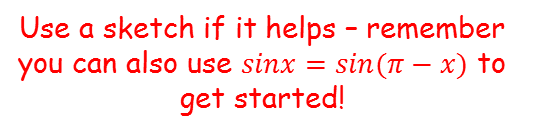 Use a sketch if it helps – remember
you can also use sinx = sin(π − x) to
get started!